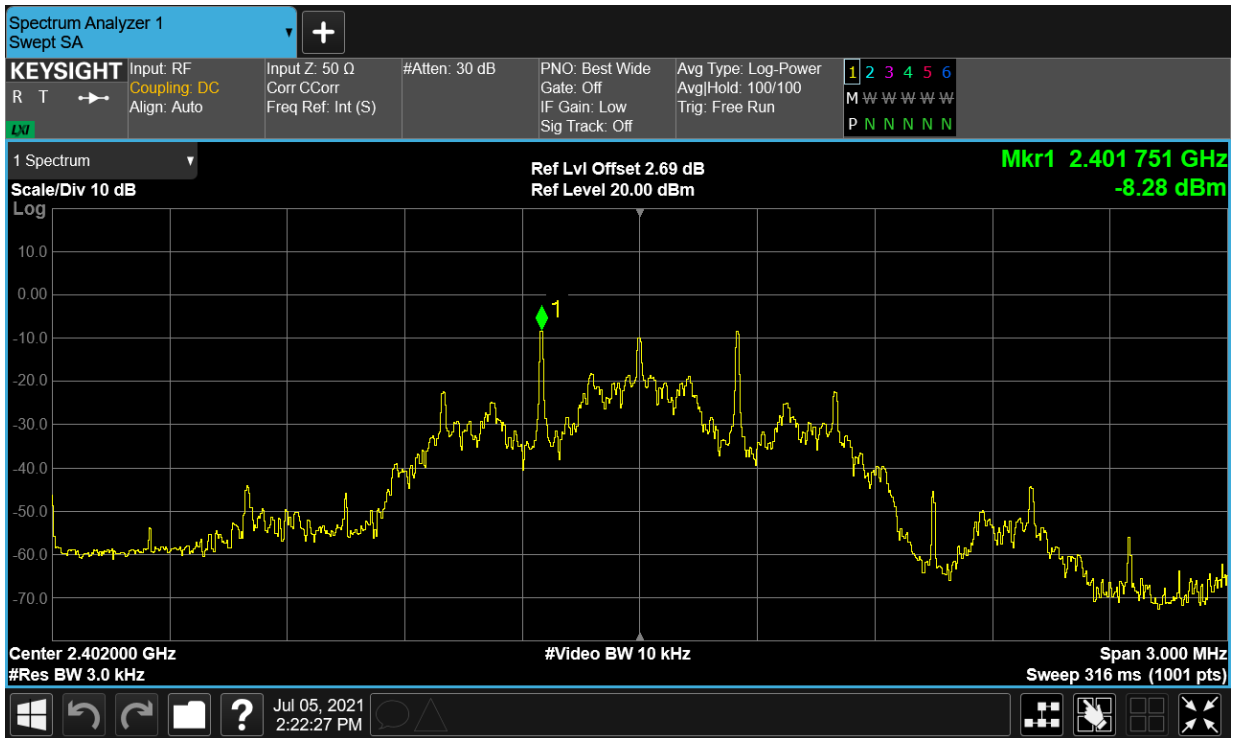 Spectrum Analyzer 1
Swept SA
KEYSIGHT
R T
LXI
Input: RF
Coupling: DC
Align: Auto
Input Z: 50 Ω
Corr CCorr
Freq Ref: Int (S)
#Atten: 30 dB
PNO: Best Wide
Gate: Off
IF Gain: Low
Sig Track: Off
Avg Type: Log-Power
Avg|Hold: 100/100
Trig: Free Run
1 2 3 4 5 6
M W W W W W
P N N N N N
1 Spectrum
Scale/Div 10 dB
Log
Ref Lvl Offset 2.69 dB
Ref Level 20.00 dBm
Mkr1 2.401 751 GHz
-8.28 dBm
10.0
0.00
-10.0
-20.0
-30.0
-40.0
-50.0
-60.0
-70.0
1
Center 2.402000 GHz
#Res BW 3.0 kHz
#Video BW 10 kHz
Span 3.000 MHz
Sweep 316 ms (1001 pts)
?
Jul 05, 2021
2:22:27 PM